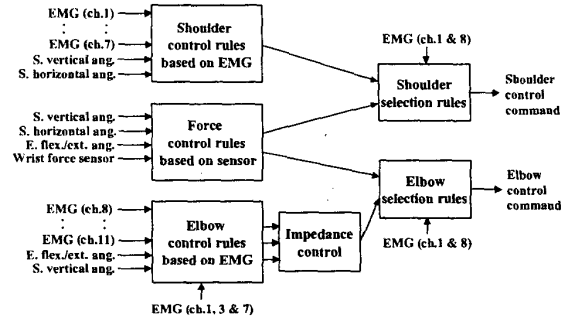 EMG (ch.1)
EMG (ch.7)
S. vertical ang.
S. horizontal ang.
Shoulder
control rules
based on EMG
EMG (ch.1 & 8)
Shoulder
selection rules
Shoulder
control
command
S. vertical ang.
S. horizontal ang.
E. flex./ext. ang.
Wrist force sensor
Force
control rules
based on sensor
Elbow
selection rules
Elbow
control
command
EMG (ch.1 & 8)
EMG (ch.8)
EMG (ch.11)
E. flex./ext. ang.
S. vertical ang.
Elbow
control rules
based on EMG
Impedance
control
EMG (ch.1, 3 & 7)